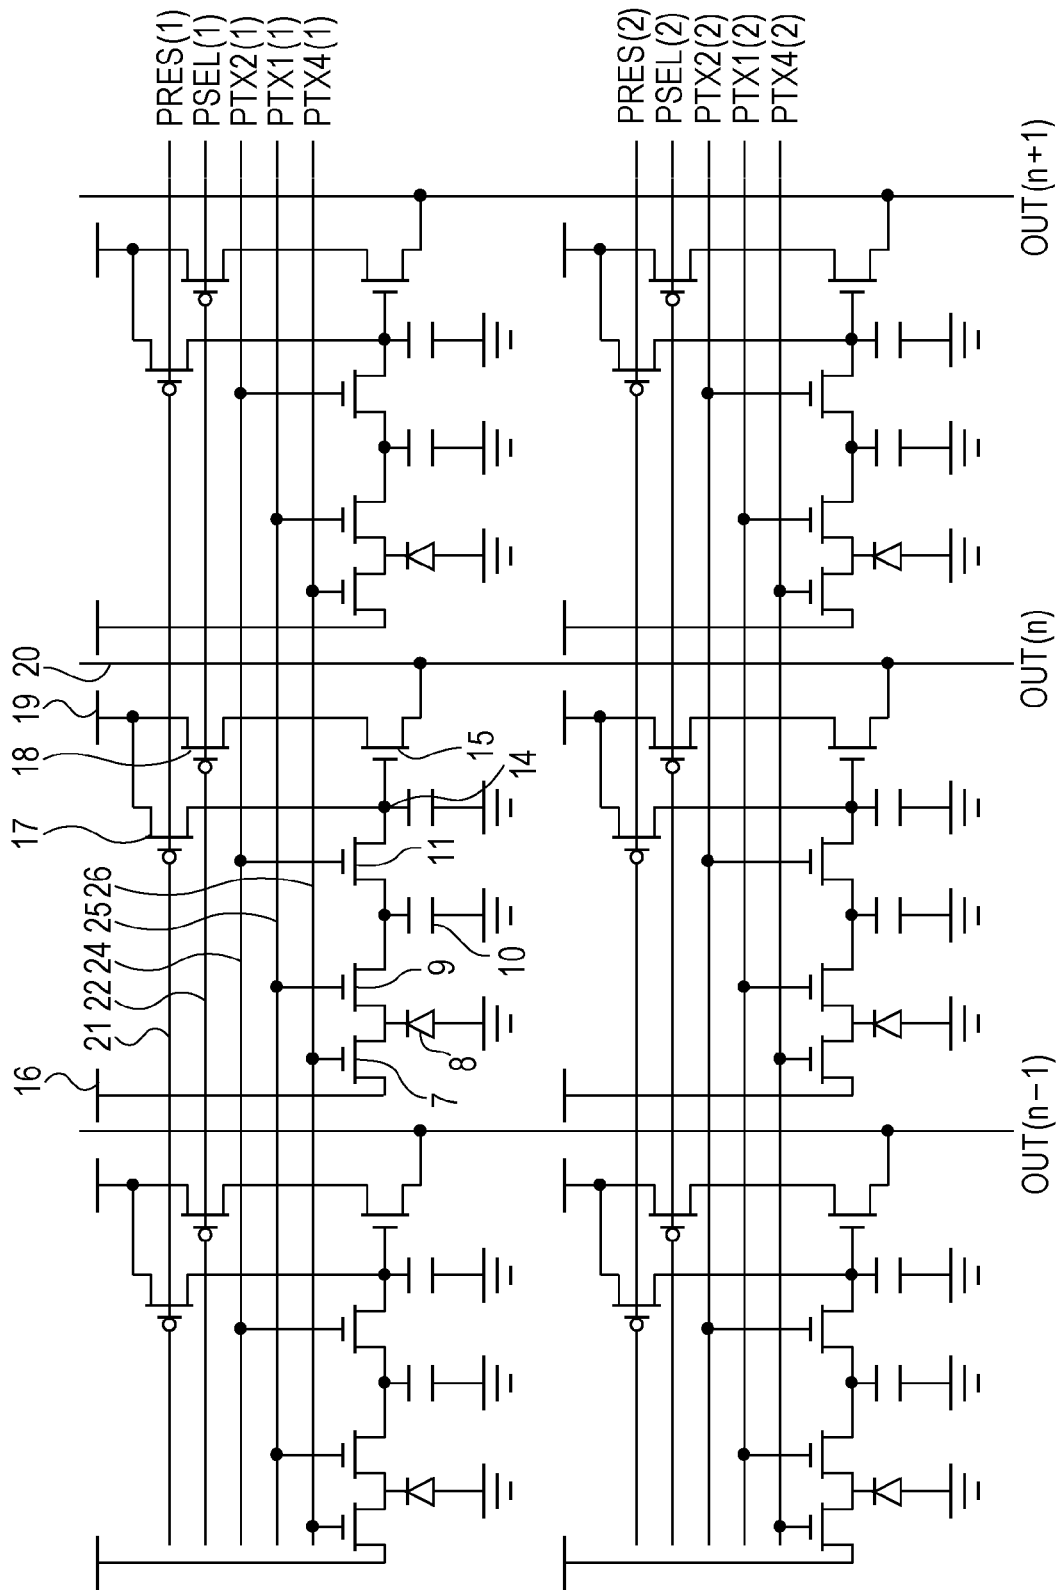 PRES(1)
PSEL(1)
PTX2(1)
PTX1(1)
PTX4(1)
PRES(2)
PSEL(2)
PTX2(2)
PTX1(2)
PTX4(2)
OUT(n+1)
OUT(n)
OUT(n−1)
16
17
18
19
20
21
22
24
25
26
7
8
9
10
11
14
15